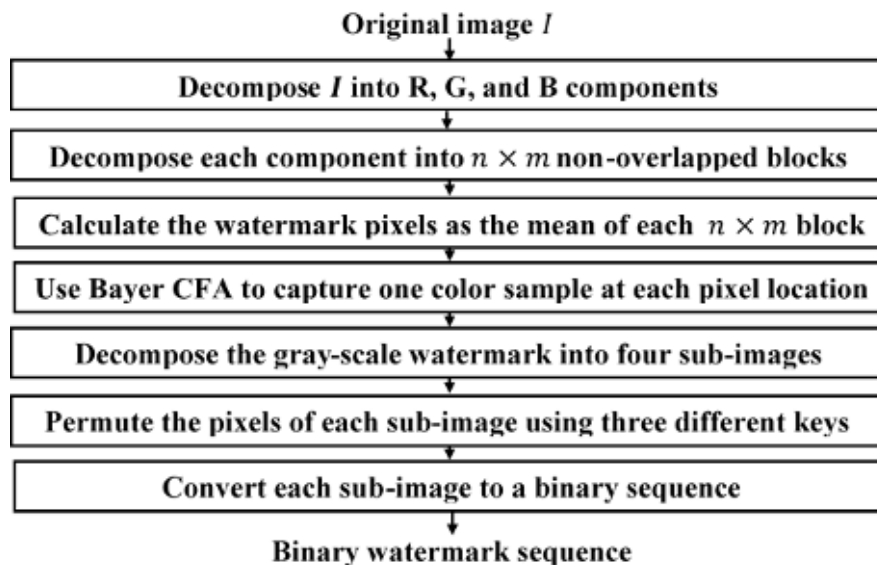 Original image I
Decompose I into R, G, and B components
Decompose each component into n × m non-overlapped blocks
Calculate the watermark pixels as the mean of each n × m block
Use Bayer CFA to capture one color sample at each pixel location
Decompose the gray-scale watermark into four sub-images
Permute the pixels of each sub-image using three different keys
Convert each sub-image to a binary sequence
Binary watermark sequence